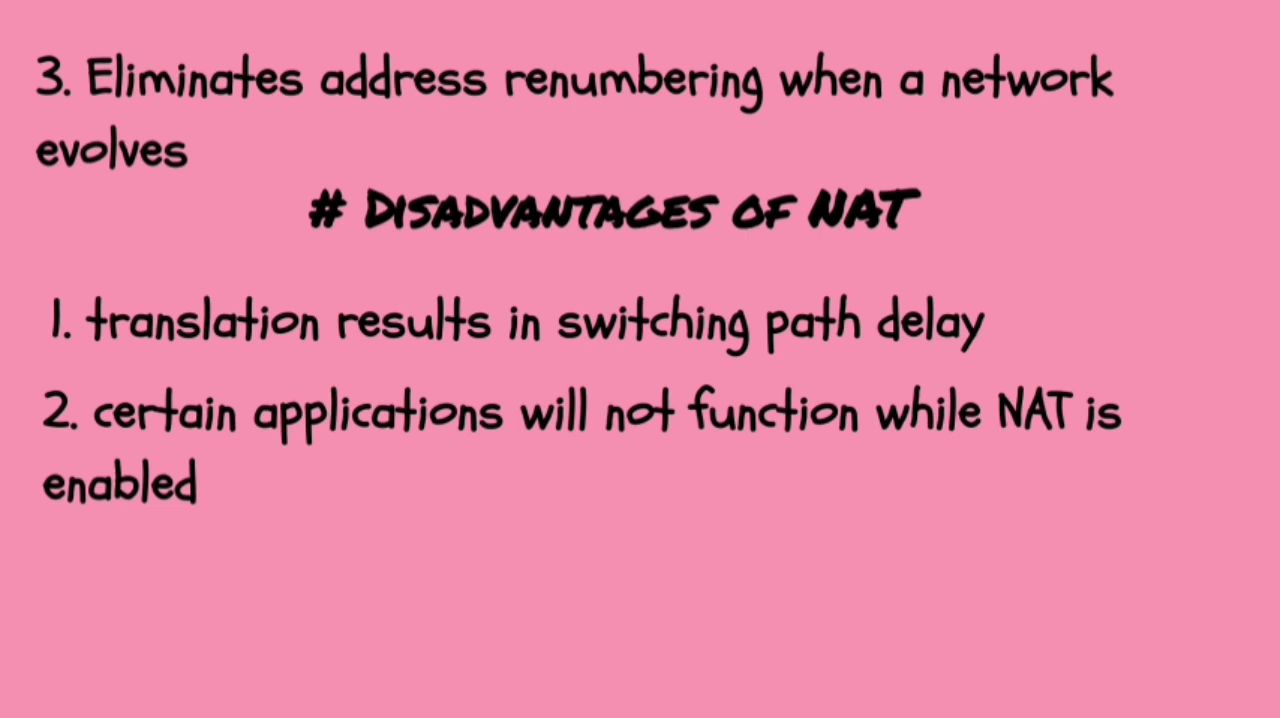 3. Eliminates address renumbering when a network
evolves
# DISADVANTAGES OF NAT
1. translation results in switching path delay
2. certain applications will not function while NAT is
enabled